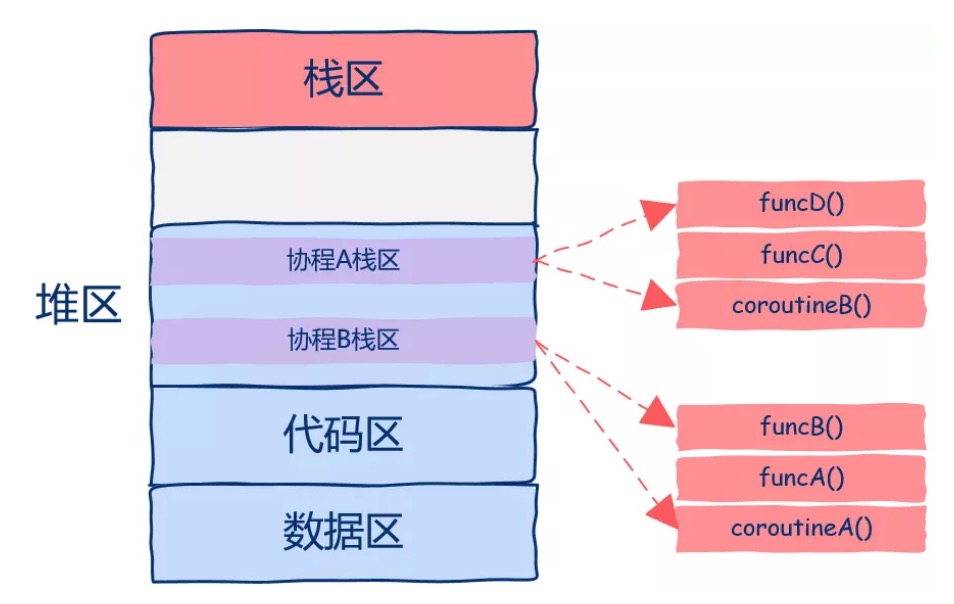 栈区
堆区
协程A栈区
协程B栈区
代码区
数据区
funcD()
funcC()
coroutineB()
funcB()
funcA()
coroutineA()